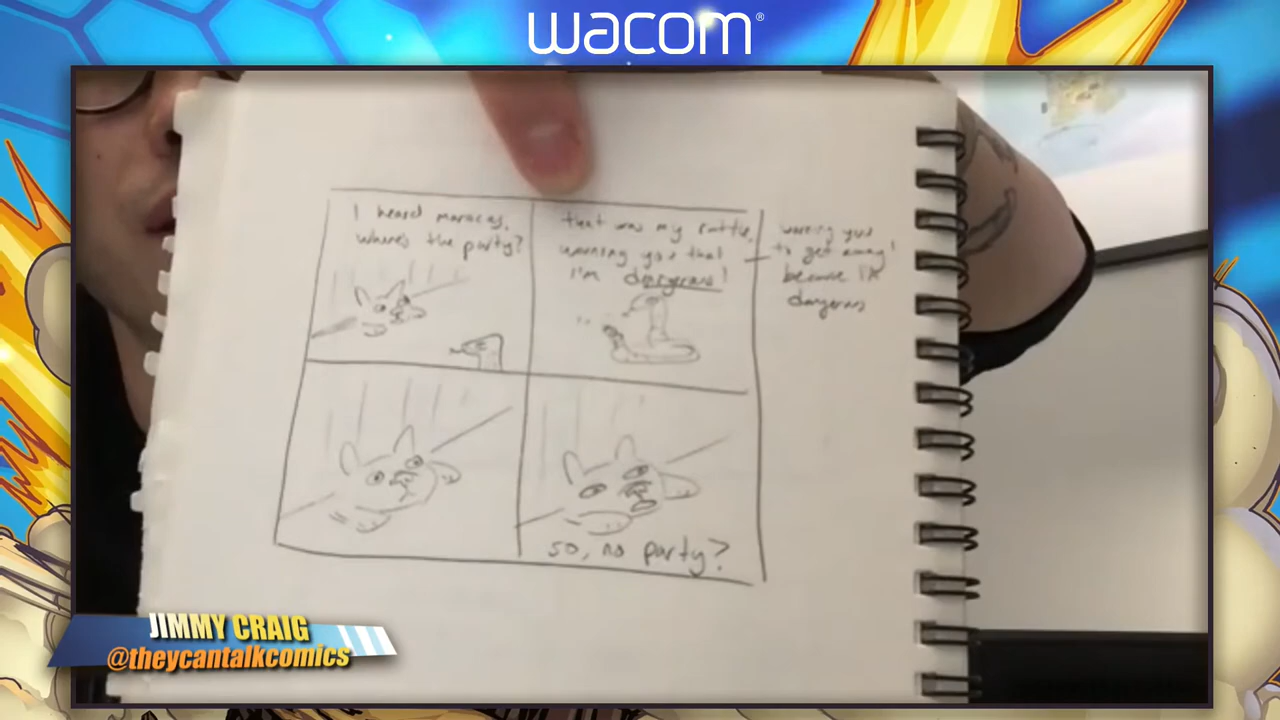 wacom®
I heard maracas,
where's the party?
that was my rattle,
warning you that
I'm dangerous!
warning you
to get away!
because I'm
dangerous
so, no party?
JIMMY CRAIG
@theycantalkcomics